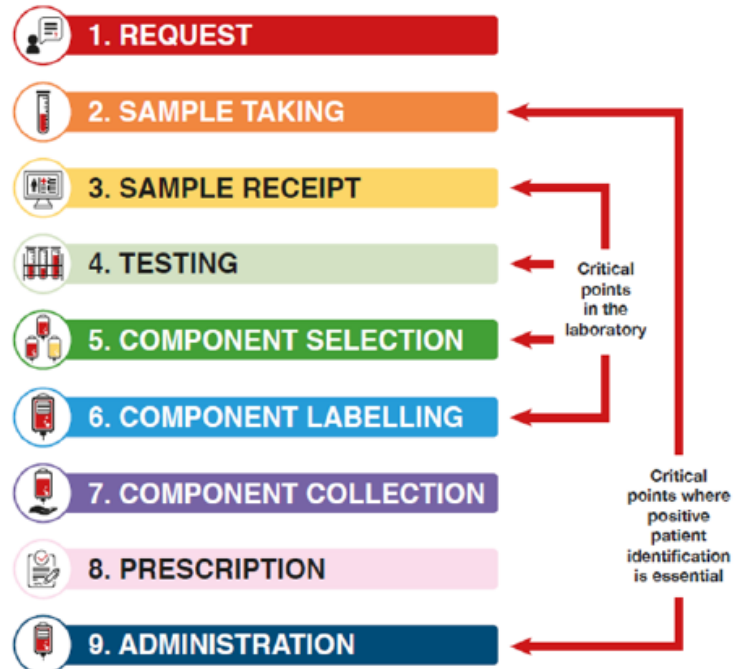 1. REQUEST
2. SAMPLE TAKING
3. SAMPLE RECEIPT
4. TESTING
5. COMPONENT SELECTION
6. COMPONENT LABELLING
7. COMPONENT COLLECTION
8. PRESCRIPTION
9. ADMINISTRATION
Critical
points
in the
laboratory
Critical
points where
positive
patient
identification
is essential